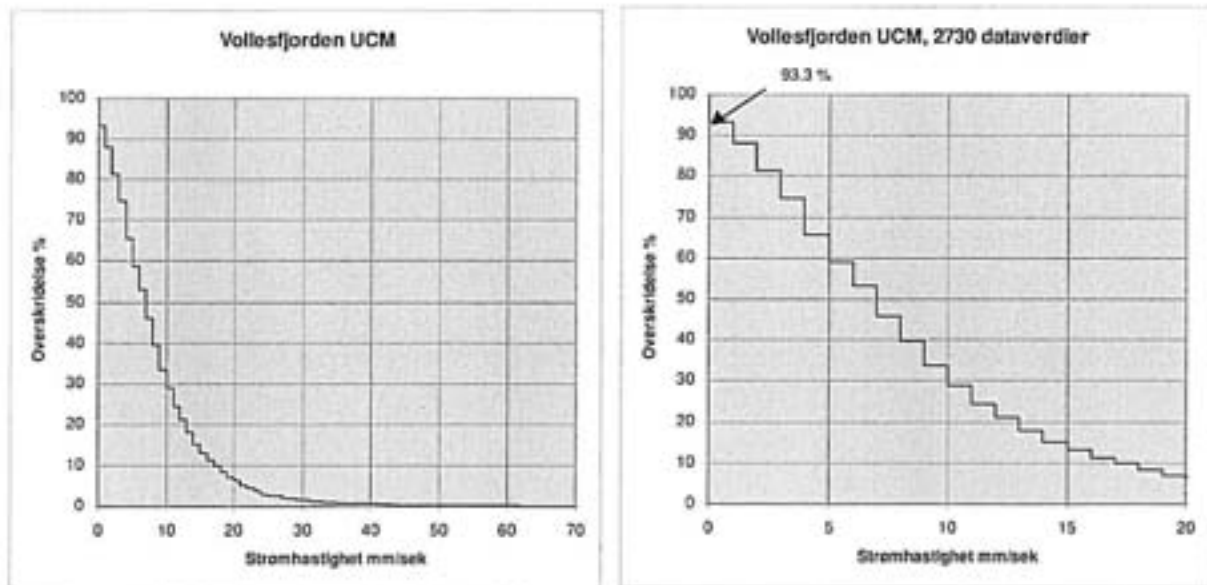 Vollesfjorden UCM
100
90
80
70
60
50
40
30
20
10
0
Overskridelse %
0 10 20 30 40 50 60 70
Strømhastighet mm/sek
Vollesfjorden UCM, 2730 dataverdier
93.3 %
100
90
80
70
60
50
40
30
20
10
0
Overskridelse %
0 5 10 15 20
Strømhastighet mm/sek